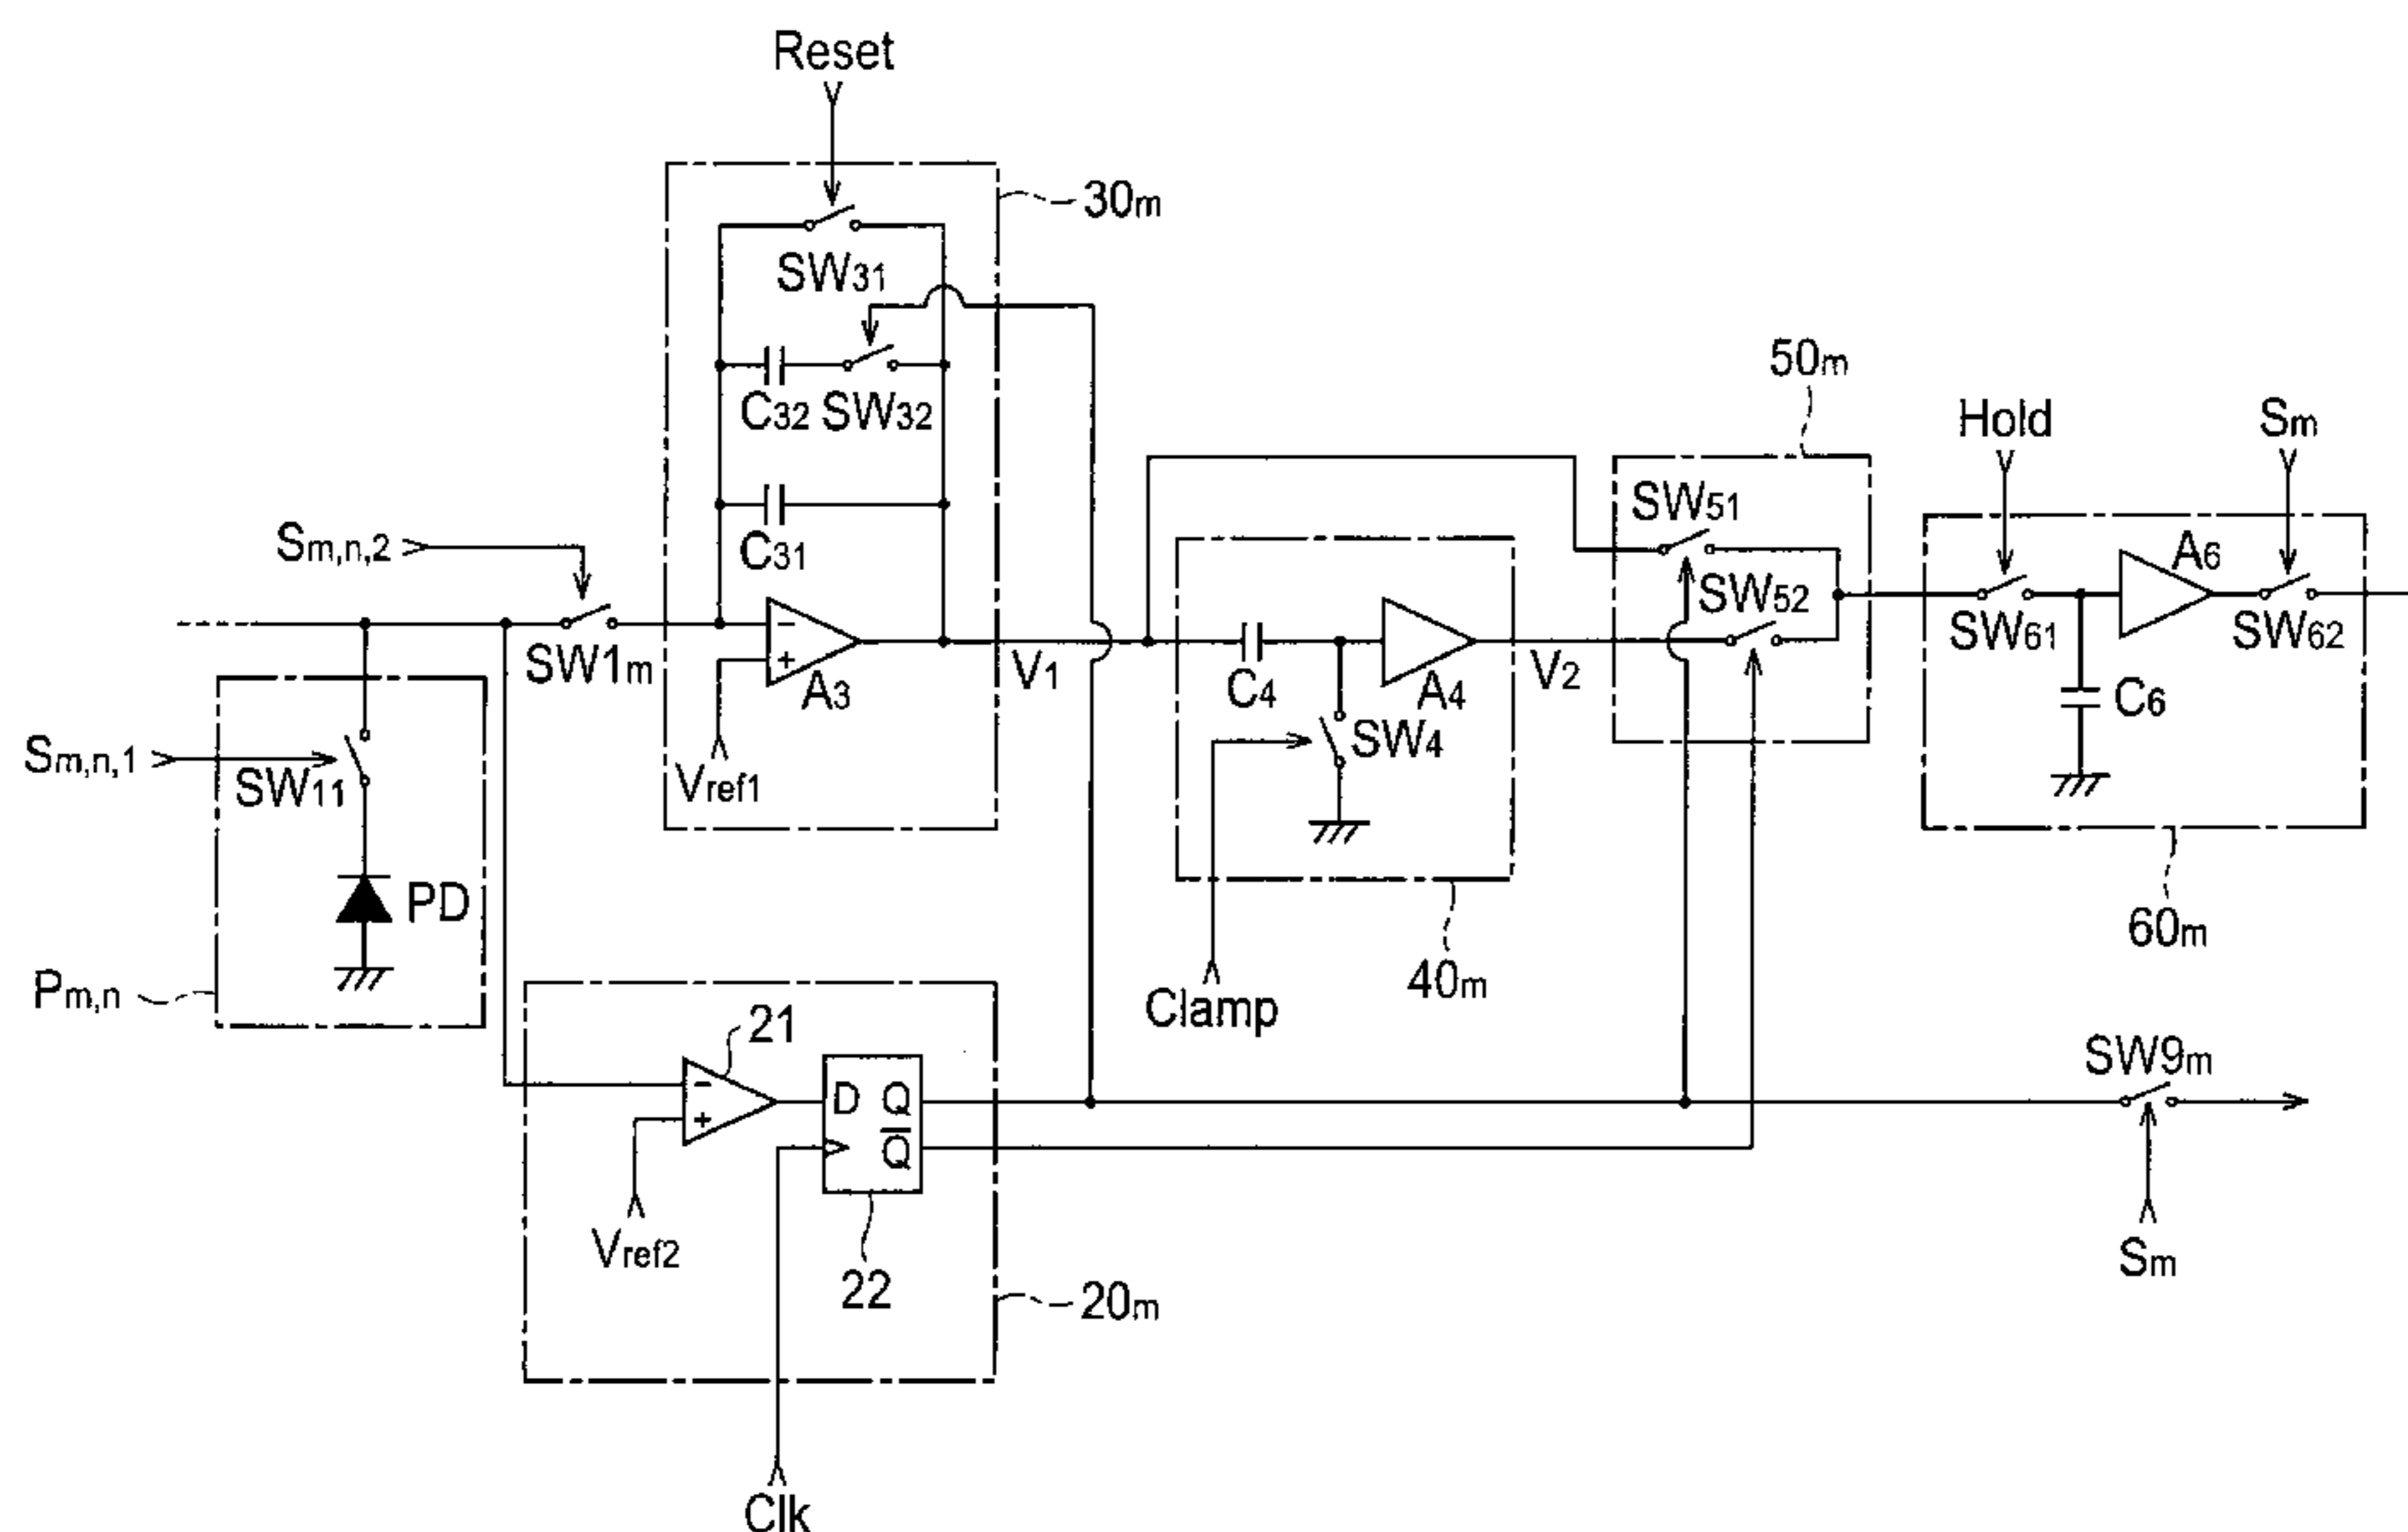 Reset
30m
SW31
C32 SW32
C31
Sm,n,2
SW1m
A3
Vref1
V1
Sm,n,1
SW11
PD
Pm,n
50m
Hold
Sm
SW51
SW52
A6
SW61
SW62
C6
60m
C4
A4
V2
SW4
Clamp
40m
21
D Q
Q̅
Vref2
22
20m
Clk
SW9m
Sm